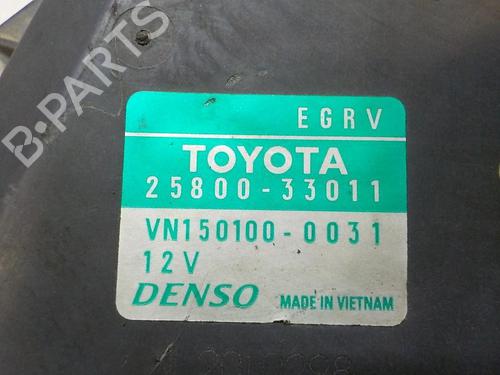 B-PARTS
EGRV
TOYOTA
25800-33011
VN150100-0031
12V
DENSO MADE IN VIETNAM